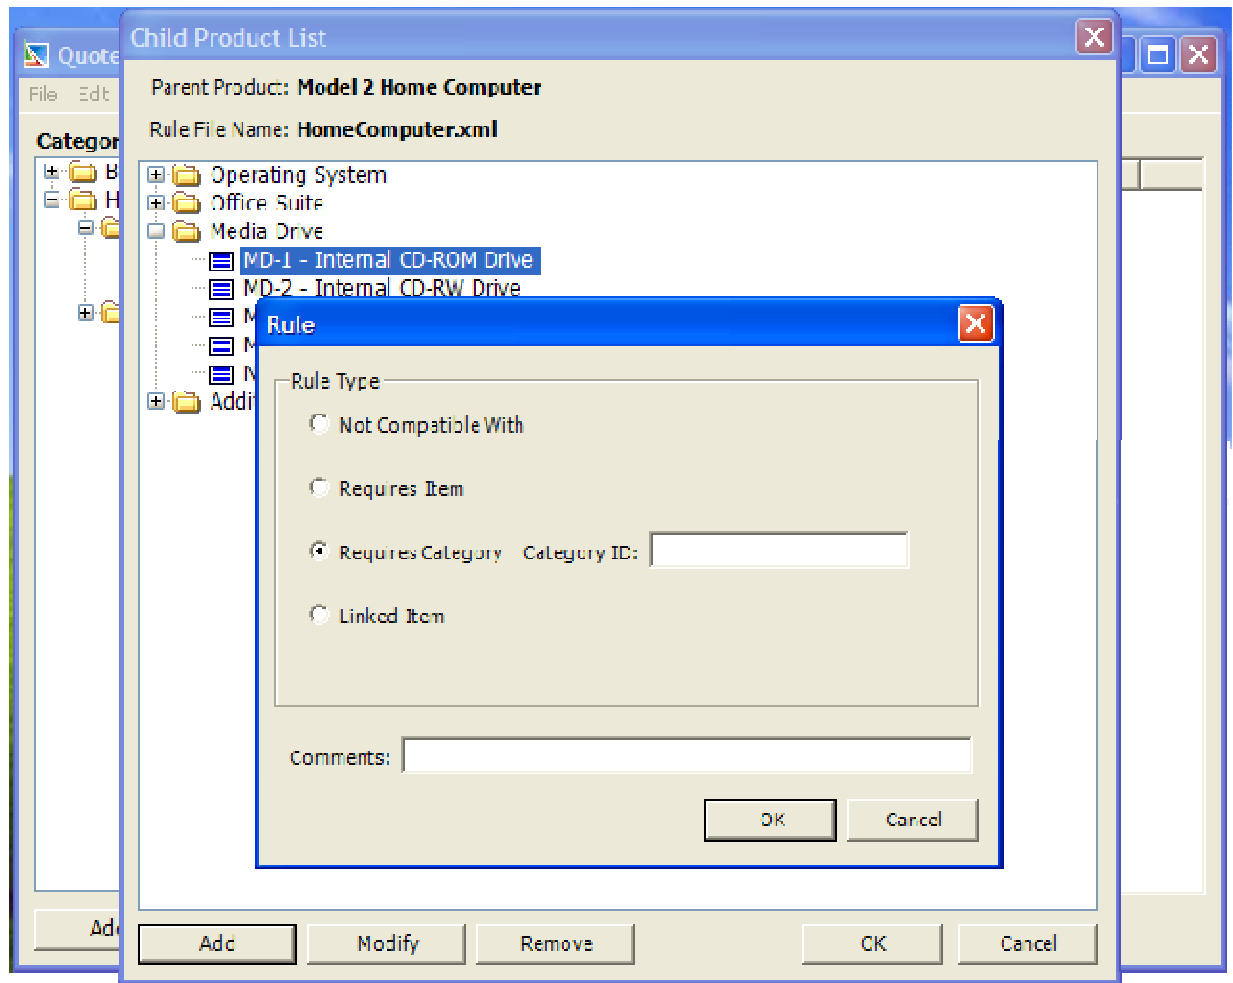 Child Product List
Quote
File Edit
Parent Product: Model 2 Home Computer
Rule File Name: HomeComputer.xml
Categor
B
H
Operating System
Office Suite
Media Drive
MD-1 - Internal CD-ROM Drive
MD-2 - Internal CD-RW Drive
M
M
Addi
Rule
Rule Type
Not Compatible With
Requires Item
Requires Category Category ID:
Linked Item
Comments:
OK Cancel
Ad
Add Modify Remove OK Cancel